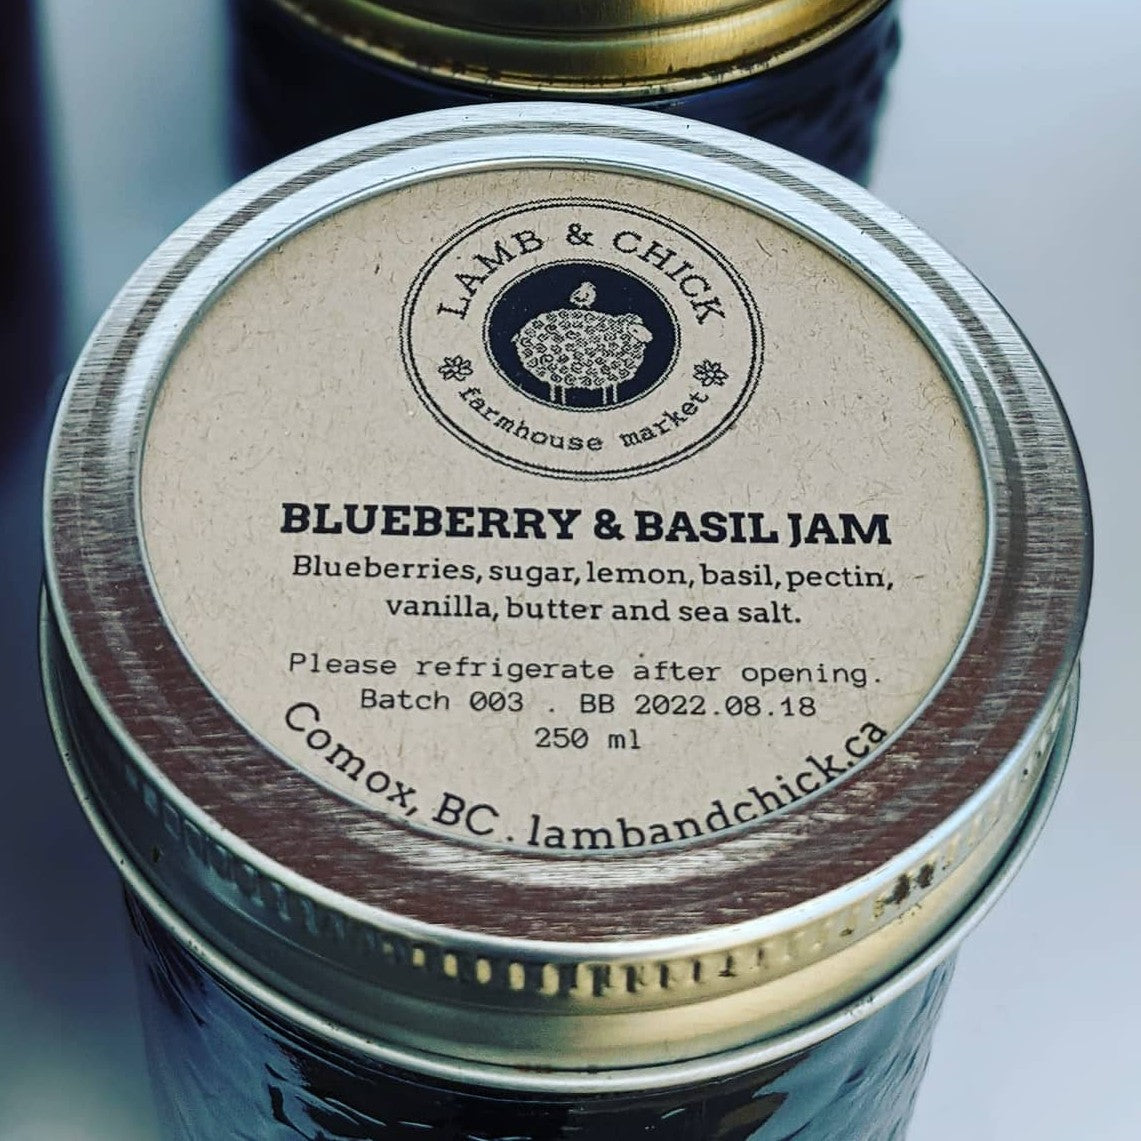 LAMB & CHICK
farmhouse market
BLUEBERRY & BASIL JAM
Blueberries, sugar, lemon, basil, pectin,
vanilla, butter and sea salt.
Please refrigerate after opening.
Batch 003 . BB 2022.08.18
250 ml
Comox, BC . lambandchick.ca